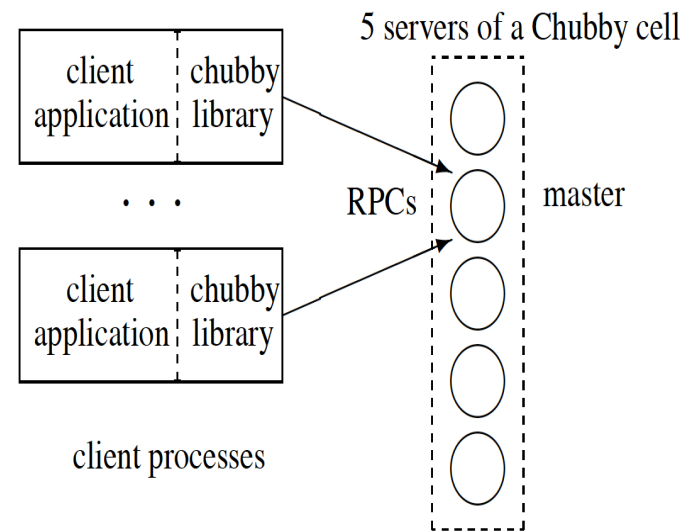 5 servers of a Chubby cell
client
application
chubby
library
. . .
RPCs
master
client
application
chubby
library
client processes